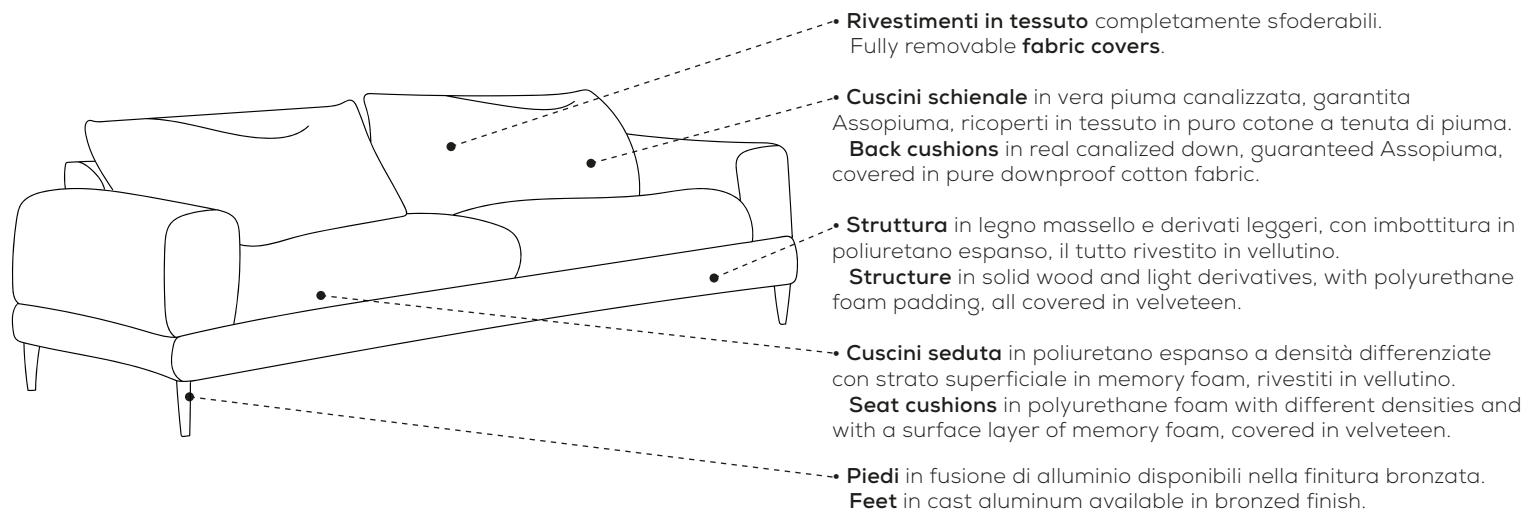 • Rivestimenti in tessuto completamente sfoderabili.
Fully removable fabric covers.
• Cuscini schienale in vera piuma canalizzata, garantita
Assopiuma, ricoperti in tessuto in puro cotone a tenuta di piuma.
Back cushions in real canalized down, guaranteed Assopiuma,
covered in pure downproof cotton fabric.
• Struttura in legno massello e derivati leggeri, con imbottitura in
poliuretano espanso, il tutto rivestito in vellutino.
Structure in solid wood and light derivatives, with polyurethane
foam padding, all covered in velveteen.
• Cuscini seduta in poliuretano espanso a densità differenziate
con strato superficiale in memory foam, rivestiti in vellutino.
Seat cushions in polyurethane foam with different densities and
with a surface layer of memory foam, covered in velveteen.
• Piedi in fusione di alluminio disponibili nella finitura bronzata.
Feet in cast aluminum available in bronzed finish.